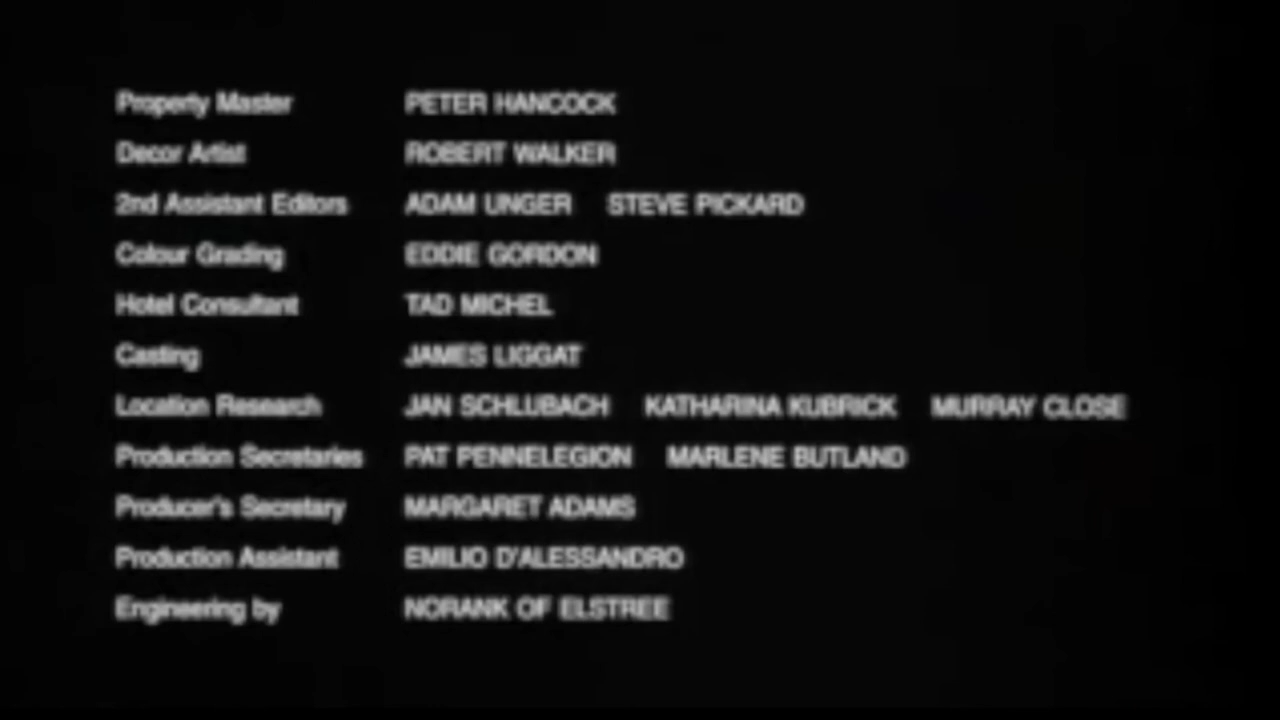 Property Master PETER HANCOCK
Decor Artist ROBERT WALKER
2nd Assistant Editors ADAM UNGER STEVE PICKARD
Colour Grading EDDIE GORDON
Hotel Consultant TAD MICHEL
Casting JAMES LIGGAT
Location Research JAN SCHLUBACH KATHARINA KUBRICK MURRAY CLOSE
Production Secretaries PAT PENNELEGION MARLENE BUTLAND
Producer's Secretary MARGARET ADAMS
Production Assistant EMILIO D'ALESSANDRO
Engineering by NORANK OF ELSTREE